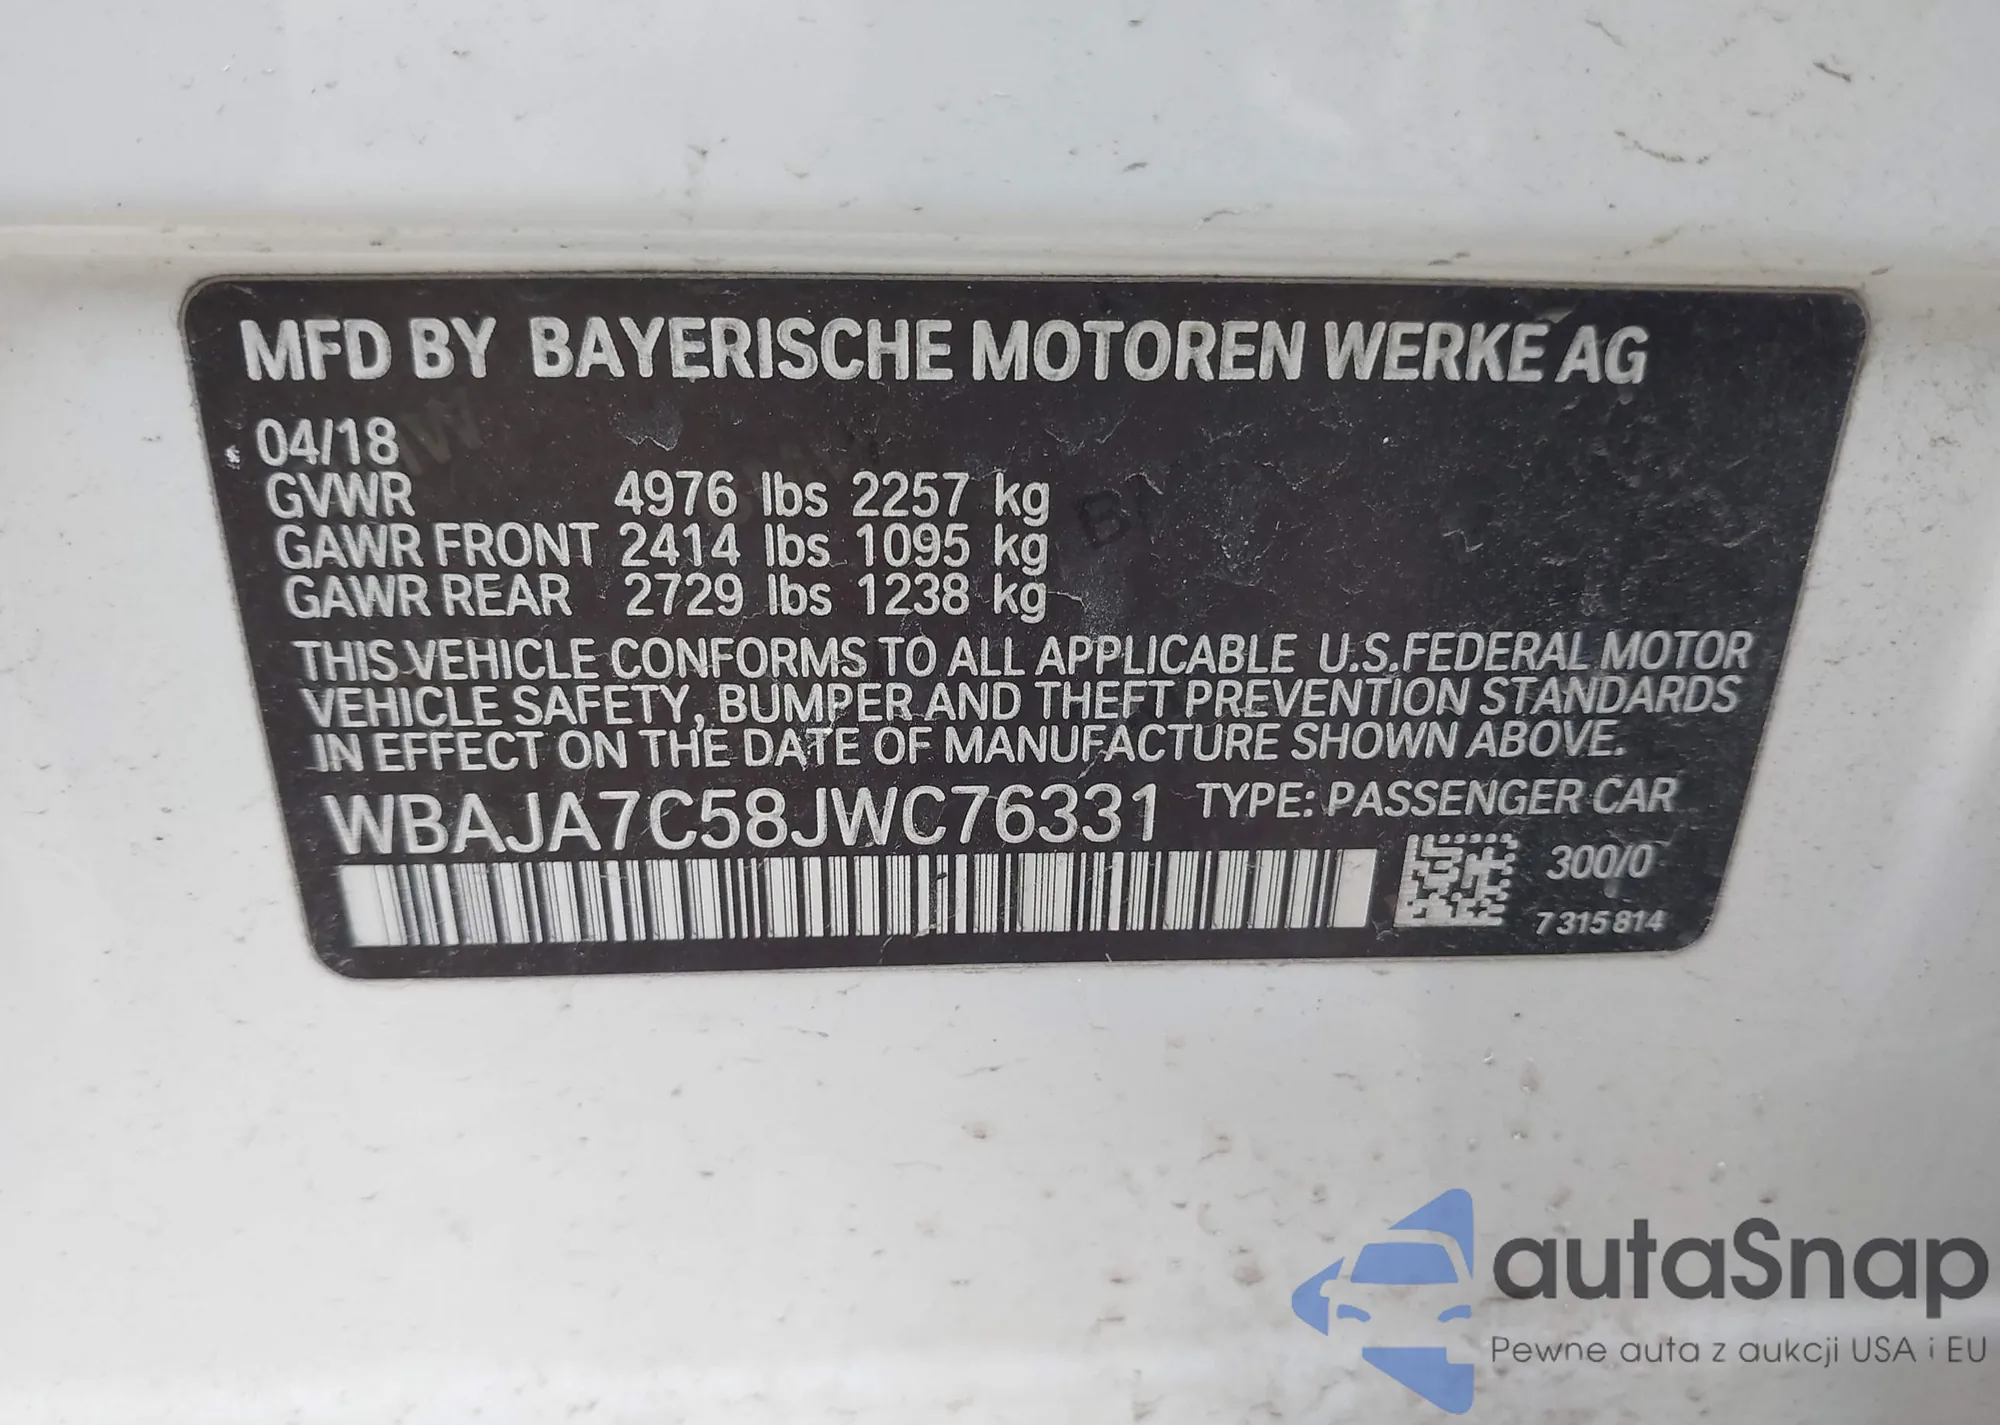 MFD BY BAYERISCHE MOTOREN WERKE AG
04/18
GVWR 4976 lbs 2257 kg
GAWR FRONT 2414 lbs 1095 kg
GAWR REAR 2729 lbs 1238 kg
THIS VEHICLE CONFORMS TO ALL APPLICABLE U.S.FEDERAL MOTOR
VEHICLE SAFETY, BUMPER AND THEFT PREVENTION STANDARDS
IN EFFECT ON THE DATE OF MANUFACTURE SHOWN ABOVE.
WBAJA7C58JWC76331 TYPE: PASSENGER CAR
300/0
7 315 814
autaSnap
Pewne auta z aukcji USA i EU